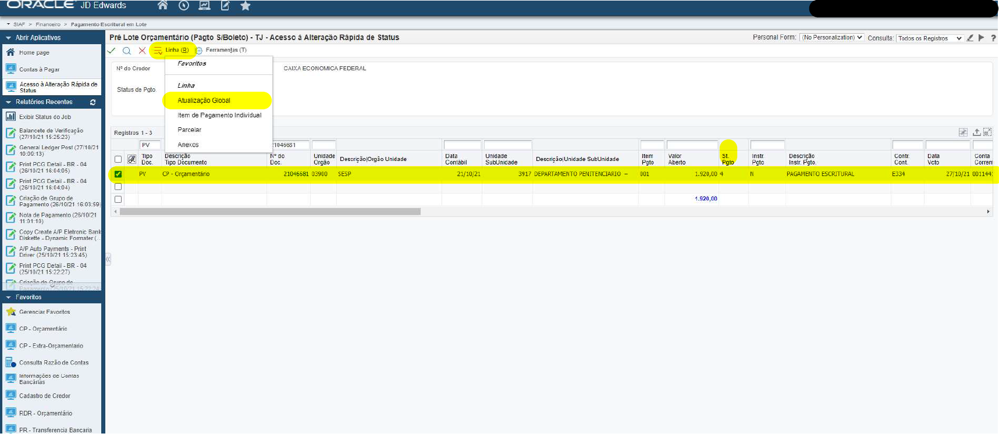 ORACLE JD Edwards
SIAF > Financeiro > Pagamento Escritural em Lote
Abrir Aplicativos
Home page
Contas à Pagar
Acesso à Alteração Rápida de
Status
Relatórios Recentes
Exibir Status do Job
Balancete de Verificação
(27/10/21 15:25:23)
General Ledger Post (27/10/21
10:09:13)
Print PCG Detail - BR - 04
(26/10/21 16:04:05)
Print PCG Detail - BR - 04
(26/10/21 16:04:04)
Criação de Grupo de
Pagamento (26/10/21 16:03:59)
Nota de Pagamento (26/10/21
11:01:10)
Copy Create A/P Eletronic Bank
Diskette - Dynamic Formater (...
A/P Auto Payments - Print
Driver (25/10/21 15:23:45)
Print PCG Detail - BR - 04
(25/10/21 15:22:27)
Criação de Grupo de
Pagamento (25/10/21 15:22:24
Favoritos
Gerenciar Favoritos
CP - Orçamentário
CP - Extra-Orçamentario
Consulta Razão de Contas
Informações de Contas
Bancárias
Cadastro de Credor
RDR - Orçamentário
PR - Transferencia Bancaria
Pré Lote Orçamentário (Pagto S/Boleto) - TJ - Acesso à Alteração Rápida de Status
Personal Form: (No Personalization) Consulta: Todos os Registros ?
Linha (R) Ferramentas (T)
Favoritos
Linha
Atualização Global
Item de Pagamento Individual
Parcelar
Anexos
Nº do Credor CAIXA ECONOMICA FEDERAL
Status de Pgto.
Registros 1 - 3
PV 21046681
Tipo Descrição Nº do Unidade Descrição|Orgão Unidade Data Unidade Descrição|Unidade SubUnidade Item Valor St. Instr. Descrição Contr. Data Conta
Doc. Tipo Documento Doc. Orgão Contábil SubUnidade Pgto Aberto Pgto Pgto Instr. Pgto. Cont. Vcto Corrent
PV CP - Orçamentário 21046681 03900 SESP 21/10/21 3917 DEPARTAMENTO PENITENCIARIO – 001 1.920,00 4 N PAGAMENTO ESCRITURAL E334 27/10/21 0011441
1.920,00